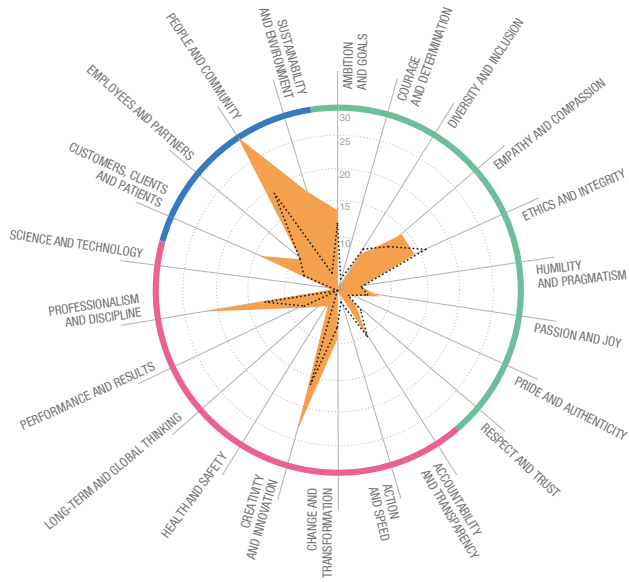 AMBITION
AND GOALS
COURAGE
AND DETERMINATION
DIVERSITY AND INCLUSION
EMPATHY AND COMPASSION
ETHICS AND INTEGRITY
HUMILITY
AND PRAGMATISM
PASSION AND JOY
PRIDE AND AUTHENTICITY
RESPECT AND TRUST
ACCOUNTABILITY
AND TRANSPARENCY
ACTION
AND SPEED
CHANGE AND
TRANSFORMATION
CREATIVITY
AND INNOVATION
HEALTH AND SAFETY
LONG-TERM AND GLOBAL THINKING
PERFORMANCE AND RESULTS
PROFESSIONALISM
AND DISCIPLINE
SCIENCE AND TECHNOLOGY
CUSTOMERS, CLIENTS
AND PATIENTS
EMPLOYEES AND PARTNERS
PEOPLE AND COMMUNITY
SUSTAINABILITY
AND ENVIRONMENT
30
25
20
15
10